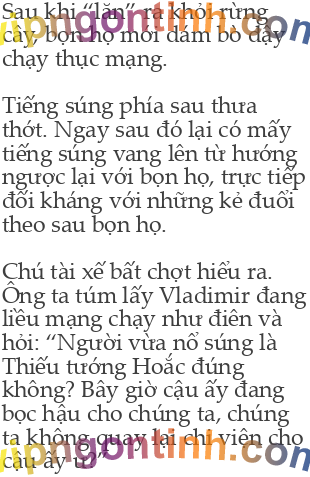 Sau khi “lăn” ra khỏi rừng
cây, bọn họ mới dám bò dậy
chạy thục mạng.
Tiếng súng phía sau thưa
thớt. Ngay sau đó lại có mấy
tiếng súng vang lên từ hướng
ngược lại với bọn họ, trực tiếp
đối kháng với những kẻ đuổi
theo sau bọn họ.
Chú tài xế bất chợt hiểu ra.
Ông ta túm lấy Vladimir đang
liều mạng chạy như điên và
hỏi: “Người vừa nổ súng là
Thiếu tướng Hoắc đúng
không? Bây giờ cậu ấy đang
bọc hậu cho chúng ta, chúng
ta không quay lại chi viện cho
cậu ấy ư?”
vipngontinh.com
vipngontinh.com